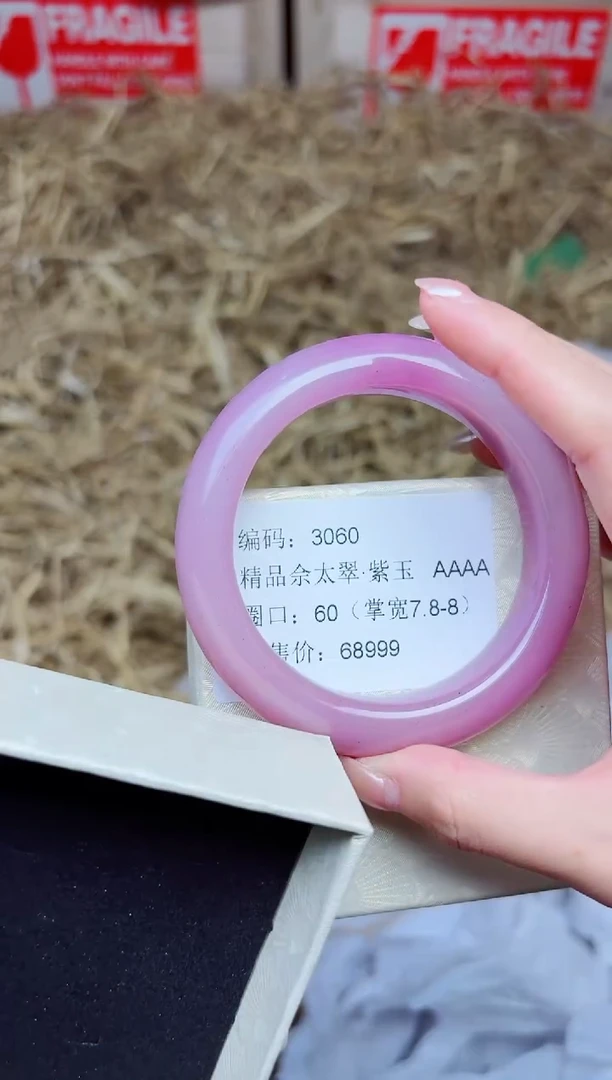 FRAGILE
FRAGILE
编码：3060
精品佘太翠·紫玉 AAAA
圈口：60（掌宽7.8-8）
售价：68999